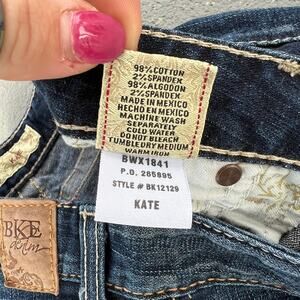 98% COTTON
2% SPANDEX
98% ALGODON
2% SPANDEX
MADE IN MEXICO
HECHO EN MEXICO
MACHINE WASH
SEPARATELY
COLD WATER
DO NOT BLEACH
TUMBLE DRY MEDIUM
WARM IRON
BWX1841
P.O. 265895
STYLE # BK12129
KATE
BKE
denim